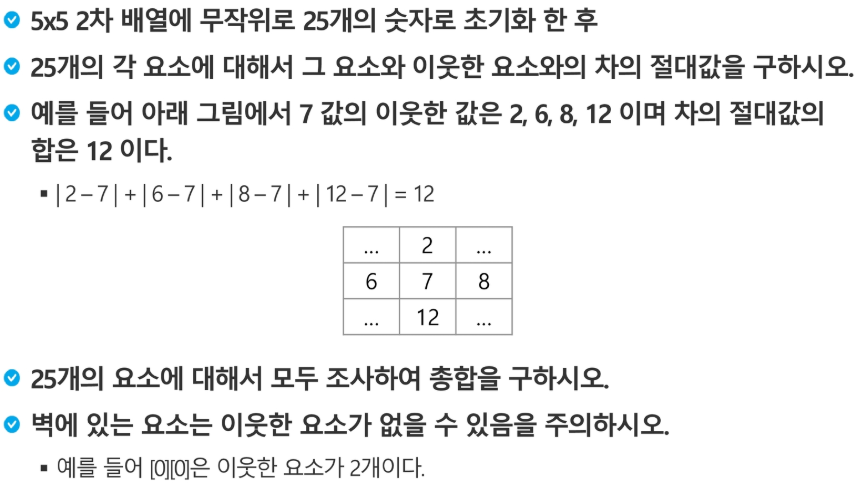 5x5 2차 배열에 무작위로 25개의 숫자로 초기화 한 후
25개의 각 요소에 대해서 그 요소와 이웃한 요소와의 차의 절대값을 구하시오.
예를 들어 아래 그림에서 7 값의 이웃한 값은 2, 6, 8, 12 이며 차의 절대값의
합은 12 이다.
▪ | 2 – 7 | + | 6 – 7 | + | 8 – 7 | + | 12 – 7 | = 12
... 2 ...
6 7 8
... 12 ...
25개의 요소에 대해서 모두 조사하여 총합을 구하시오.
벽에 있는 요소는 이웃한 요소가 없을 수 있음을 주의하시오.
▪ 예를 들어 [0][0]은 이웃한 요소가 2개이다.